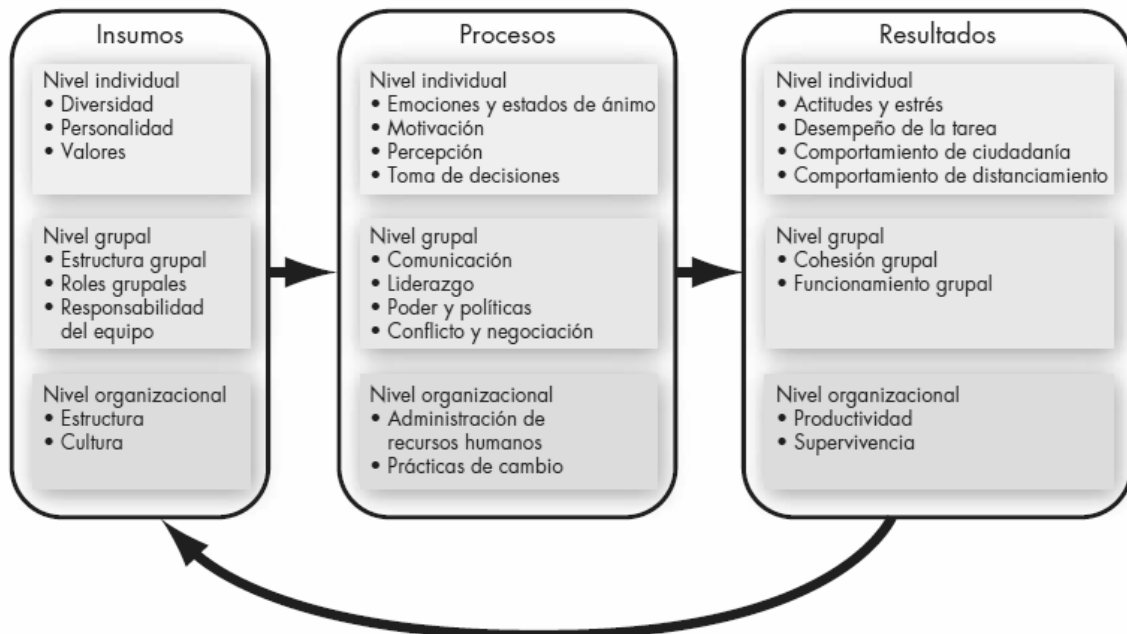 Insumos
Nivel individual
• Diversidad
• Personalidad
• Valores
Nivel grupal
• Estructura grupal
• Roles grupales
• Responsabilidad
del equipo
Nivel organizacional
• Estructura
• Cultura
Procesos
Nivel individual
• Emociones y estados de ánimo
• Motivación
• Percepción
• Toma de decisiones
Nivel grupal
• Comunicación
• Liderazgo
• Poder y políticas
• Conflicto y negociación
Nivel organizacional
• Administración de
recursos humanos
• Prácticas de cambio
Resultados
Nivel individual
• Actitudes y estrés
• Desempeño de la tarea
• Comportamiento de ciudadanía
• Comportamiento de distanciamiento
Nivel grupal
• Cohesión grupal
• Funcionamiento grupal
Nivel organizacional
• Productividad
• Supervivencia